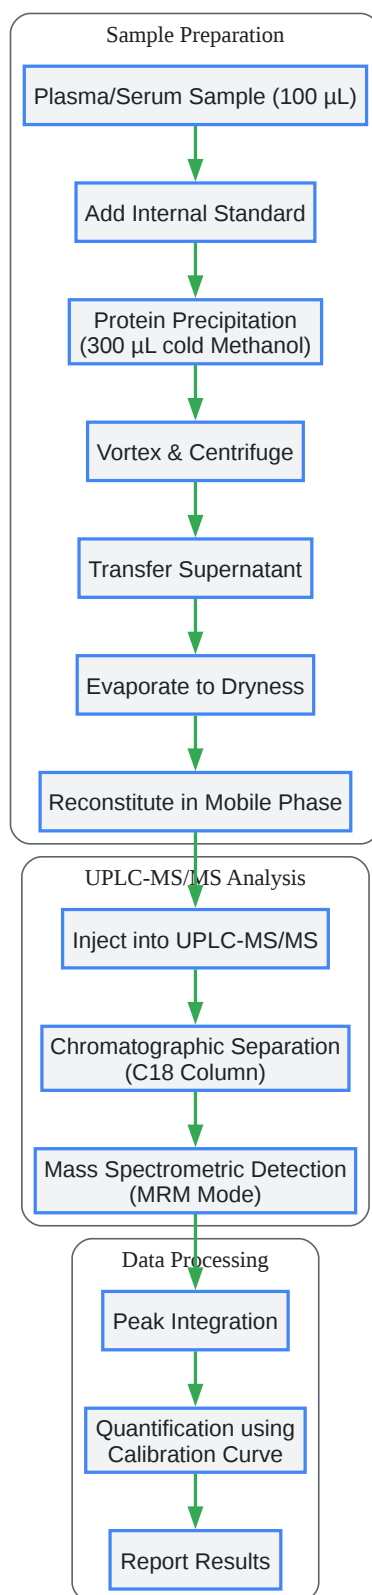 Sample Preparation
Plasma/Serum Sample (100 µL)
Add Internal Standard
Protein Precipitation
(300 µL cold Methanol)
Vortex & Centrifuge
Transfer Supernatant
Evaporate to Dryness
Reconstitute in Mobile Phase
UPLC-MS/MS Analysis
Inject into UPLC-MS/MS
Chromatographic Separation
(C18 Column)
Mass Spectrometric Detection
(MRM Mode)
Data Processing
Peak Integration
Quantification using
Calibration Curve
Report Results